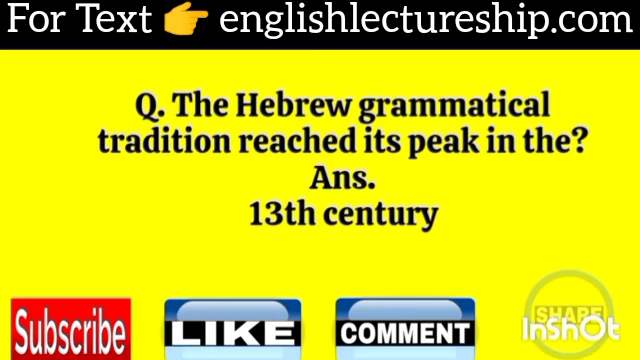 For Text 👉 englishlectureship.com
Q. The Hebrew grammatical
tradition reached its peak in the?
Ans.
13th century
Subscribe
LIKE
COMMENT
SHARE
InShOt